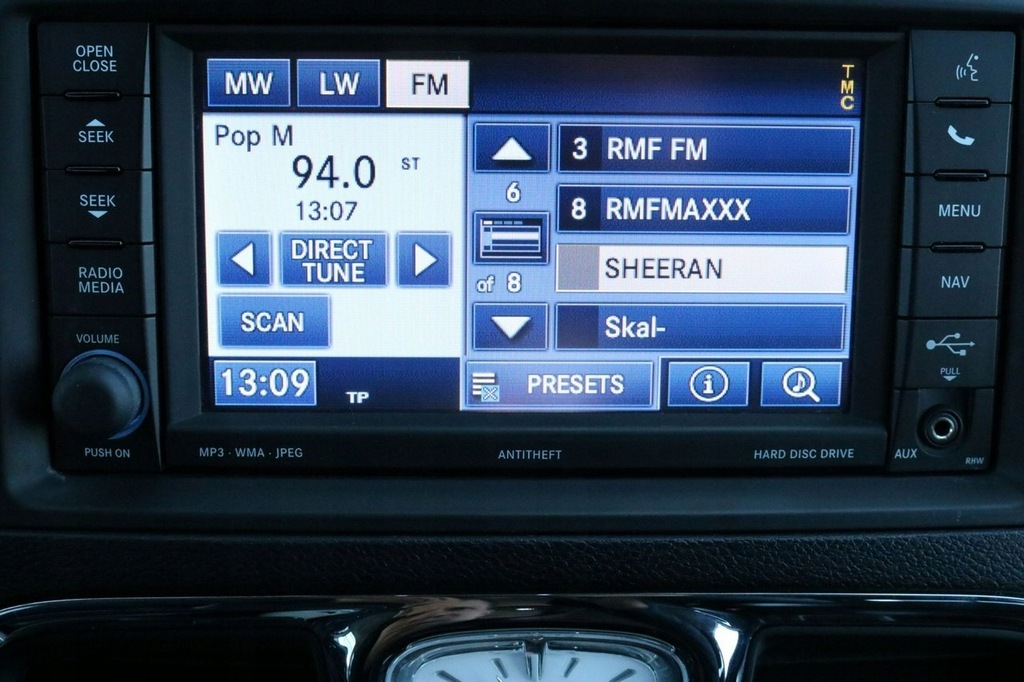 OPEN
CLOSE
SEEK
SEEK
RADIO
MEDIA
VOLUME
PUSH ON
MW LW FM
TMC
Pop M
94.0 ST
13:07
DIRECT
TUNE
SCAN
13:09 TP
6
of 8
3 RMF FM
8 RMFMAXXX
SHEERAN
Skal-
PRESETS
i
MP3 · WMA · JPEG ANTITHEFT HARD DISC DRIVE
MENU
NAV
PULL
AUX
RHW